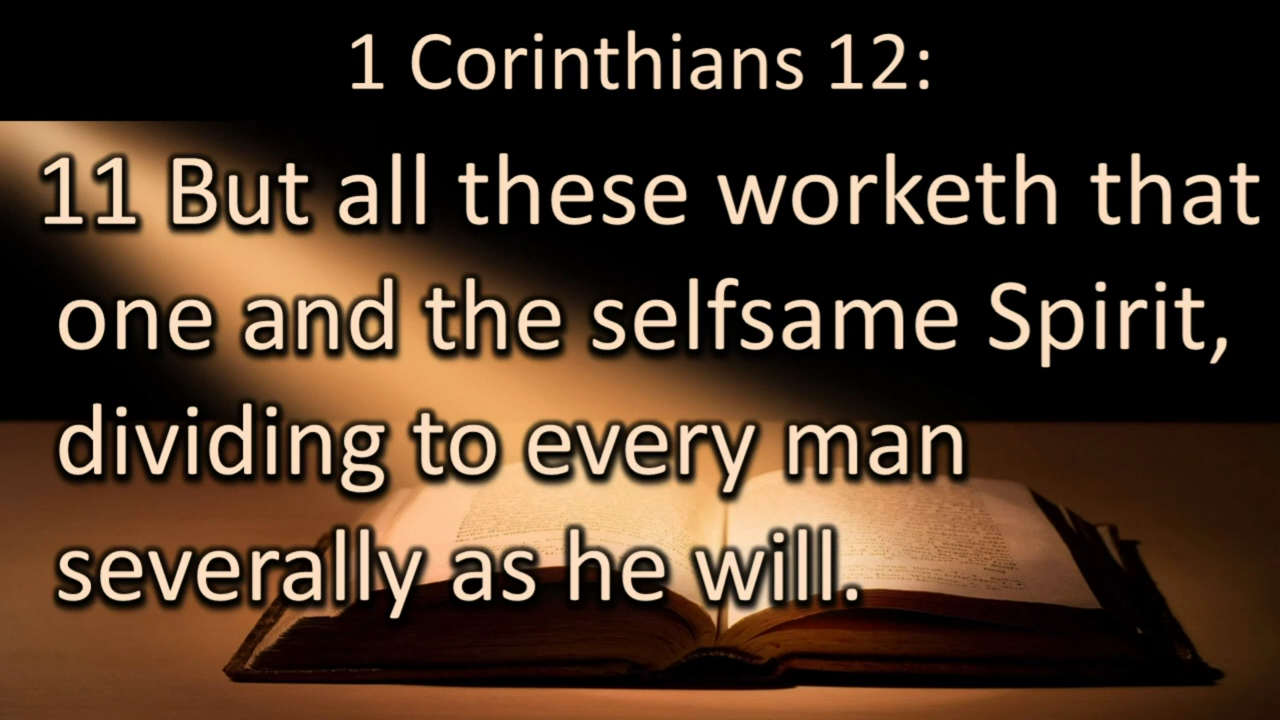 1 Corinthians 12:
11 But all these worketh that
one and the selfsame Spirit,
dividing to every man
severally as he will.